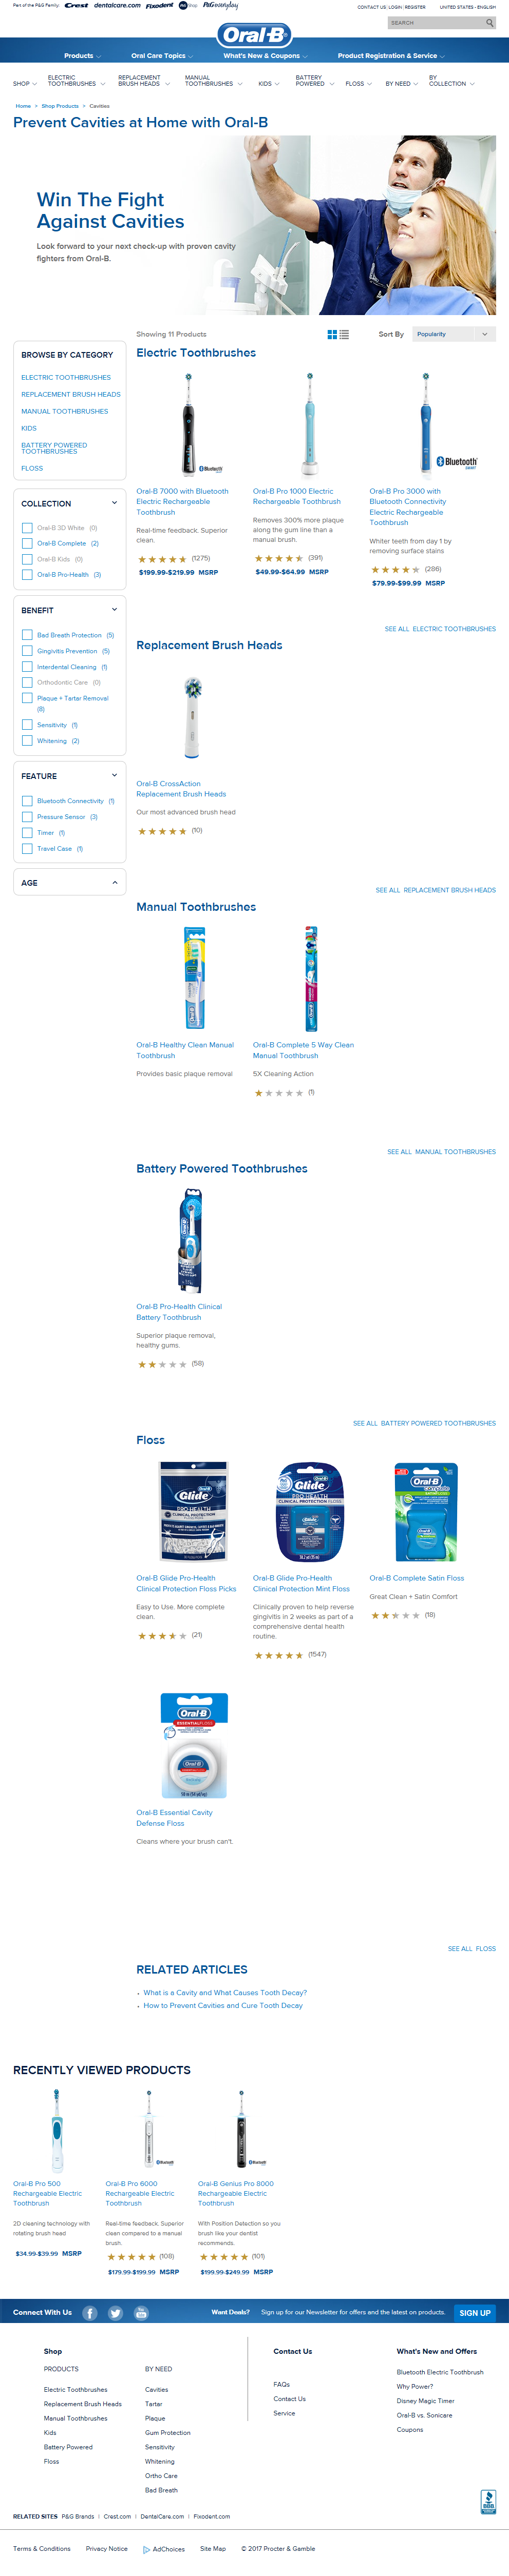 Part of the P&G Family: Crest dentalcare.com Fixodent P&G Shop P&G everyday CONTACT US LOGIN | REGISTER UNITED STATES - ENGLISH
SEARCH
Oral-B
Products Oral Care Topics What's New & Coupons Product Registration & Service
SHOP ELECTRIC TOOTHBRUSHES REPLACEMENT BRUSH HEADS MANUAL TOOTHBRUSHES KIDS BATTERY POWERED FLOSS BY NEED BY COLLECTION
Home > Shop Products > Cavities
Prevent Cavities at Home with Oral-B
Win The Fight
Against Cavities
Look forward to your next check-up with proven cavity
fighters from Oral-B.
Showing 11 Products Sort By Popularity
BROWSE BY CATEGORY
ELECTRIC TOOTHBRUSHES
REPLACEMENT BRUSH HEADS
MANUAL TOOTHBRUSHES
KIDS
BATTERY POWERED
TOOTHBRUSHES
FLOSS
COLLECTION
Oral-B 3D White (0)
Oral-B Complete (2)
Oral-B Kids (0)
Oral-B Pro-Health (3)
BENEFIT
Bad Breath Protection (5)
Gingivitis Prevention (5)
Interdental Cleaning (1)
Orthodontic Care (0)
Plaque + Tartar Removal
(8)
Sensitivity (1)
Whitening (2)
FEATURE
Bluetooth Connectivity (1)
Pressure Sensor (3)
Timer (1)
Travel Case (1)
AGE
Electric Toothbrushes
Bluetooth
Oral-B 7000 with Bluetooth
Electric Rechargeable
Toothbrush
Real-time feedback. Superior
clean.
(1275)
$199.99-$219.99 MSRP
Oral-B Pro 1000 Electric
Rechargeable Toothbrush
Removes 300% more plaque
along the gum line than a
manual brush.
(391)
$49.99-$64.99 MSRP
Bluetooth
SMART
Oral-B Pro 3000 with
Bluetooth Connectivity
Electric Rechargeable
Toothbrush
Whiter teeth from day 1 by
removing surface stains
(286)
$79.99-$99.99 MSRP
SEE ALL ELECTRIC TOOTHBRUSHES
Replacement Brush Heads
Oral-B CrossAction
Replacement Brush Heads
Our most advanced brush head
(10)
SEE ALL REPLACEMENT BRUSH HEADS
Manual Toothbrushes
Oral-B Healthy Clean Manual
Toothbrush
Provides basic plaque removal
Oral-B Complete 5 Way Clean
Manual Toothbrush
5X Cleaning Action
(1)
SEE ALL MANUAL TOOTHBRUSHES
Battery Powered Toothbrushes
Oral-B Pro-Health Clinical
Battery Toothbrush
Superior plaque removal,
healthy gums.
(58)
SEE ALL BATTERY POWERED TOOTHBRUSHES
Floss
Oral-B
Glide
PRO-HEALTH
CLINICAL PROTECTION
Oral-B Glide Pro-Health
Clinical Protection Floss Picks
Easy to Use. More complete
clean.
(21)
Oral-B
Glide
PRO-HEALTH
CLINICAL PROTECTION FLOSS
Oral-B Glide Pro-Health
Clinical Protection Mint Floss
Clinically proven to help reverse
gingivitis in 2 weeks as part of a
comprehensive dental health
routine.
(1547)
Oral-B
complete
Oral-B Complete Satin Floss
Great Clean + Satin Comfort
(18)
Oral-B
ESSENTIALFLOSS
Oral-B
Oral-B Essential Cavity
Defense Floss
Cleans where your brush can't.
SEE ALL FLOSS
RELATED ARTICLES
What is a Cavity and What Causes Tooth Decay?
How to Prevent Cavities and Cure Tooth Decay
RECENTLY VIEWED PRODUCTS
Oral-B Pro 500
Rechargeable Electric
Toothbrush
2D cleaning technology with
rotating brush head
$34.99-$39.99 MSRP
Bluetooth
Oral-B Pro 6000
Rechargeable Electric
Toothbrush
Real-time feedback. Superior
clean compared to a manual
brush.
(108)
$179.99-$199.99 MSRP
Bluetooth
Oral-B Genius Pro 8000
Rechargeable Electric
Toothbrush
With Position Detection so you
brush like your dentist
recommends.
(101)
$199.99-$249.99 MSRP
Connect With Us Want Deals? Sign up for our Newsletter for offers and the latest on products. SIGN UP
Shop
PRODUCTS
Electric Toothbrushes
Replacement Brush Heads
Manual Toothbrushes
Kids
Battery Powered
Floss
BY NEED
Cavities
Tartar
Plaque
Gum Protection
Sensitivity
Whitening
Ortho Care
Bad Breath
Contact Us
FAQs
Contact Us
Service
What's New and Offers
Bluetooth Electric Toothbrush
Why Power?
Disney Magic Timer
Oral-B vs. Sonicare
Coupons
BBB
RELATED SITES P&G Brands | Crest.com | DentalCare.com | Fixodent.com
Terms & Conditions Privacy Notice AdChoices Site Map © 2017 Procter & Gamble